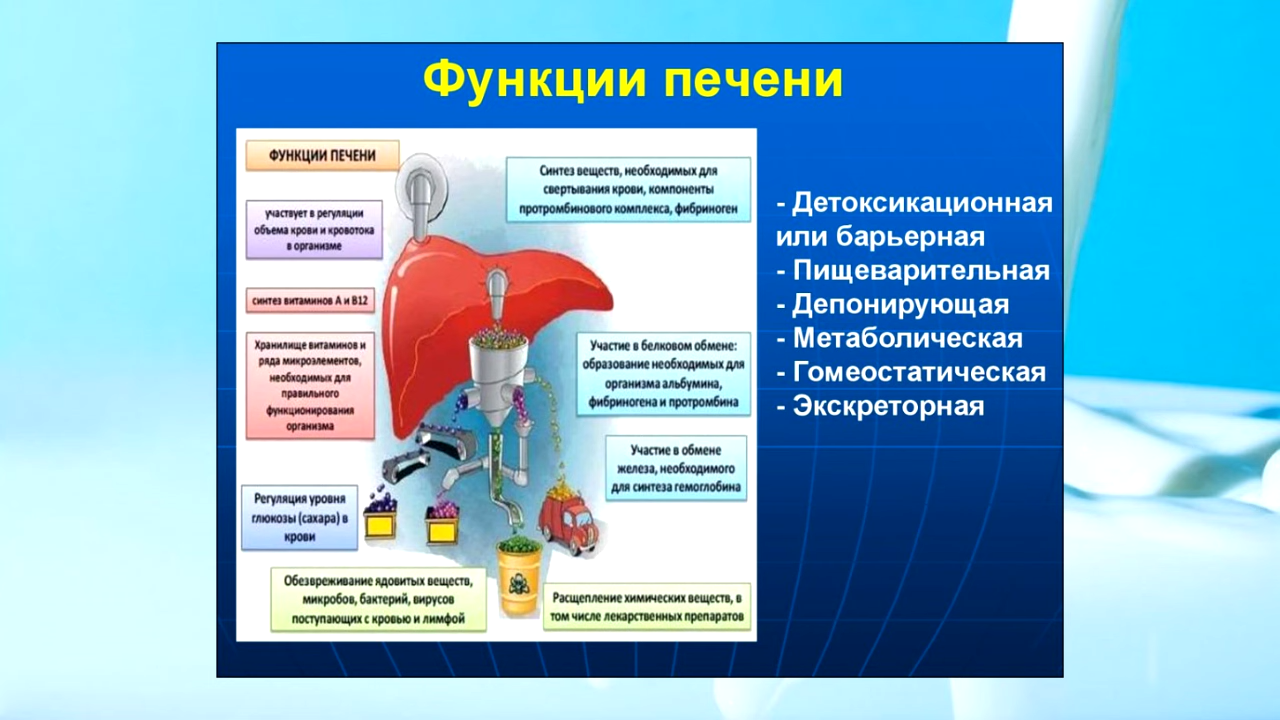 Функции печени
ФУНКЦИИ ПЕЧЕНИ
участвует в регуляции
объема крови и кровотока
в организме
синтез витаминов А и В12
Хранилище витаминов и
ряда микроэлементов,
необходимых для
правильного
функционирования
организма
Регуляция уровня
глюкозы (сахара) в
крови
Обезвреживание ядовитых веществ,
микробов, бактерий, вирусов
поступающих с кровью и лимфой
Синтез веществ, необходимых для
свертывания крови, компоненты
протромбинового комплекса, фибриноген
Участие в белковом обмене:
образование необходимых для
организма альбумина,
фибриногена и протромбина
Участие в обмене
железа, необходимого
для синтеза гемоглобина
Расщепление химических веществ, в
том числе лекарственных препаратов
- Детоксикационная
или барьерная
- Пищеварительная
- Депонирующая
- Метаболическая
- Гомеостатическая
- Экскреторная